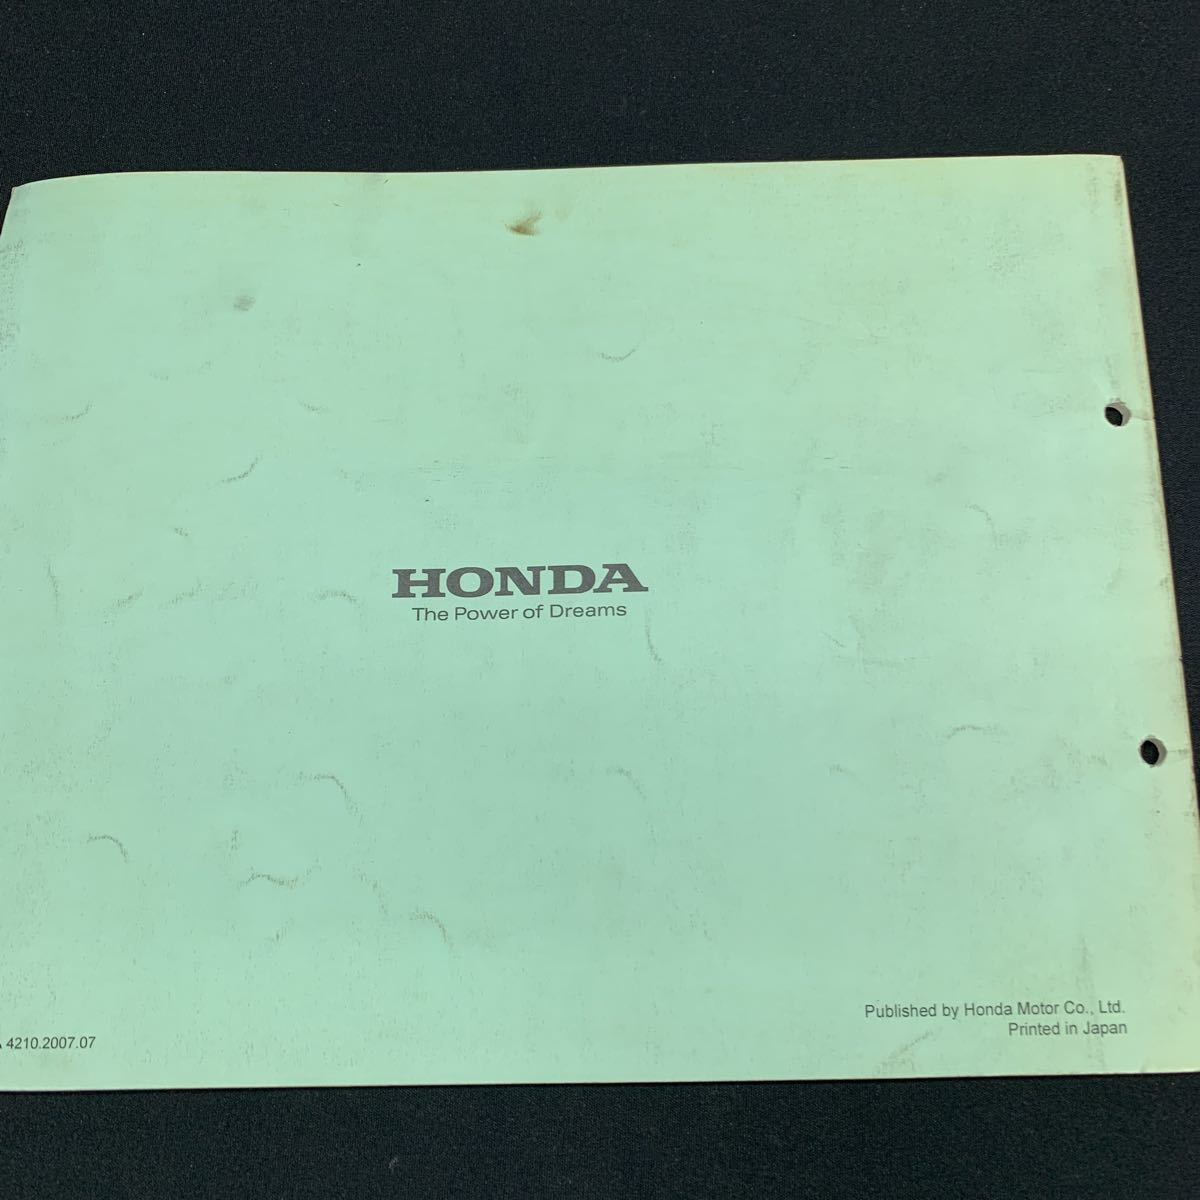 HONDA
The Power of Dreams
Published by Honda Motor Co., Ltd.
Printed in Japan
4210.2007.07